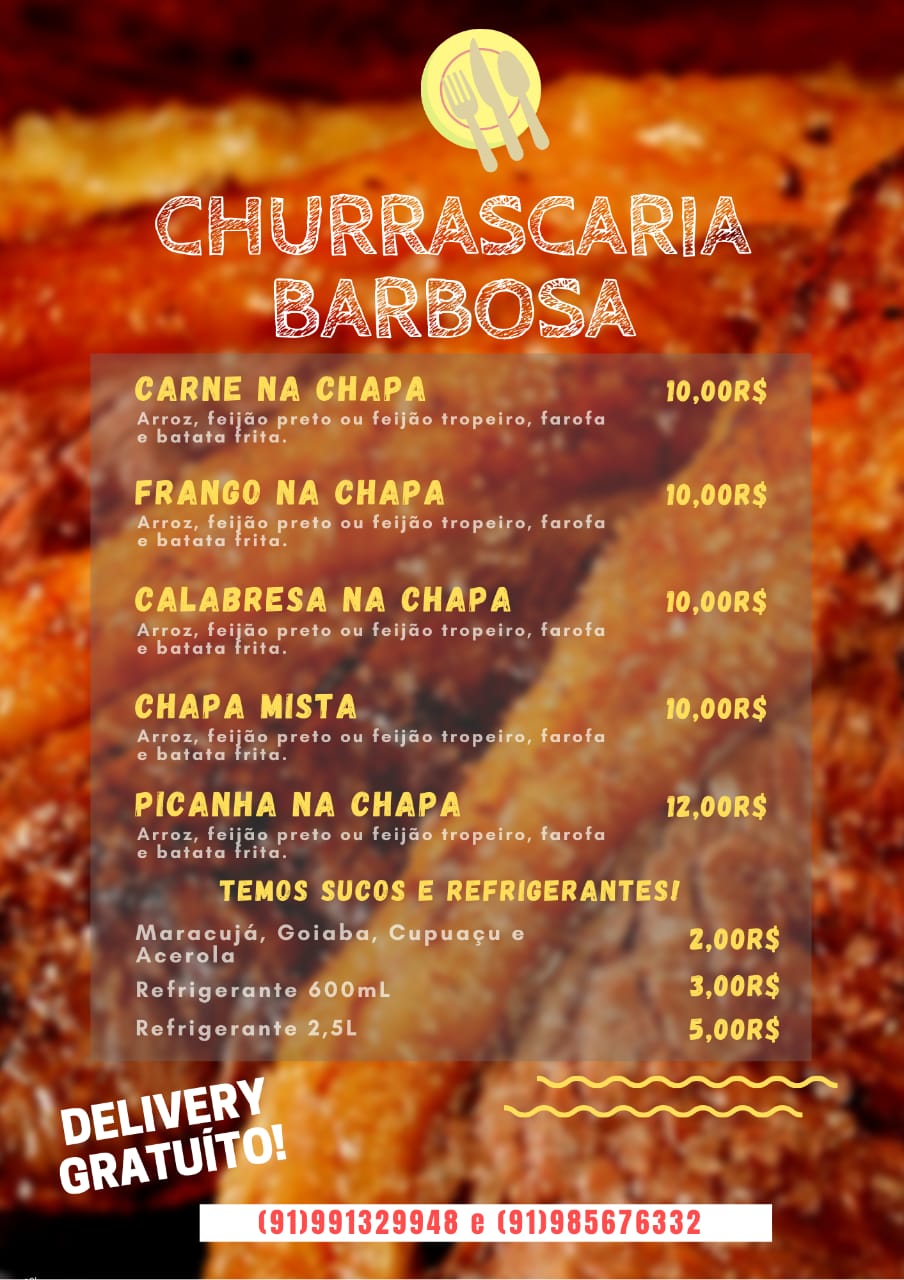 CHURRASCARIA
BARBOSA
CARNE NA CHAPA 10,00R$
Arroz, feijão preto ou feijão tropeiro, farofa
e batata frita.
FRANGO NA CHAPA 10,00R$
Arroz, feijão preto ou feijão tropeiro, farofa
e batata frita.
CALABRESA NA CHAPA 10,00R$
Arroz, feijão preto ou feijão tropeiro, farofa
e batata frita.
CHAPA MISTA 10,00R$
Arroz, feijão preto ou feijão tropeiro, farofa
e batata frita.
PICANHA NA CHAPA 12,00R$
Arroz, feijão preto ou feijão tropeiro, farofa
e batata frita.
TEMOS SUCOS E REFRIGERANTES!
Maracujá, Goiaba, Cupuaçu e 2,00R$
Acerola
Refrigerante 600mL 3,00R$
Refrigerante 2,5L 5,00R$
DELIVERY
GRATUÍTO!
(91)991329948 e (91)985676332